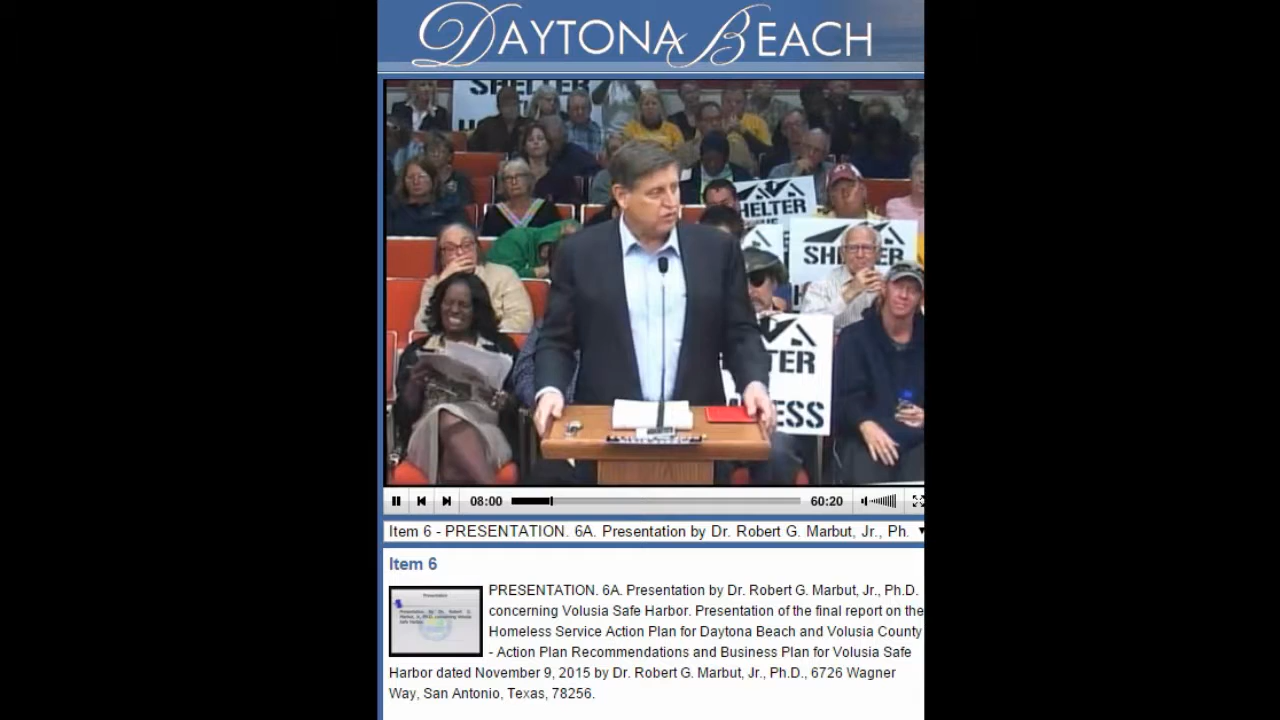 DAYTONA BEACH
SHELTER
HELTER
SHELTER
TER
ESS
08:00
60:20
Item 6 - PRESENTATION. 6A. Presentation by Dr. Robert G. Marbut, Jr., Ph.
Item 6
PRESENTATION. 6A. Presentation by Dr. Robert G. Marbut, Jr., Ph.D.
concerning Volusia Safe Harbor. Presentation of the final report on the
Homeless Service Action Plan for Daytona Beach and Volusia County
- Action Plan Recommendations and Business Plan for Volusia Safe
Harbor dated November 9, 2015 by Dr. Robert G. Marbut, Jr., Ph.D., 6726 Wagner
Way, San Antonio, Texas, 78256.